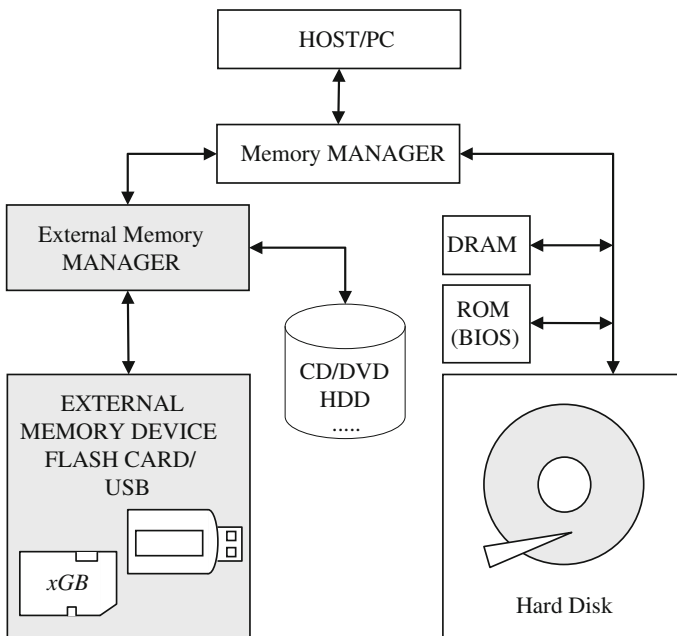 HOST/PC
Memory MANAGER
External Memory
MANAGER
DRAM
ROM
(BIOS)
CD/DVD
HDD
.....
EXTERNAL
MEMORY DEVICE
FLASH CARD/
USB
xGB
Hard Disk